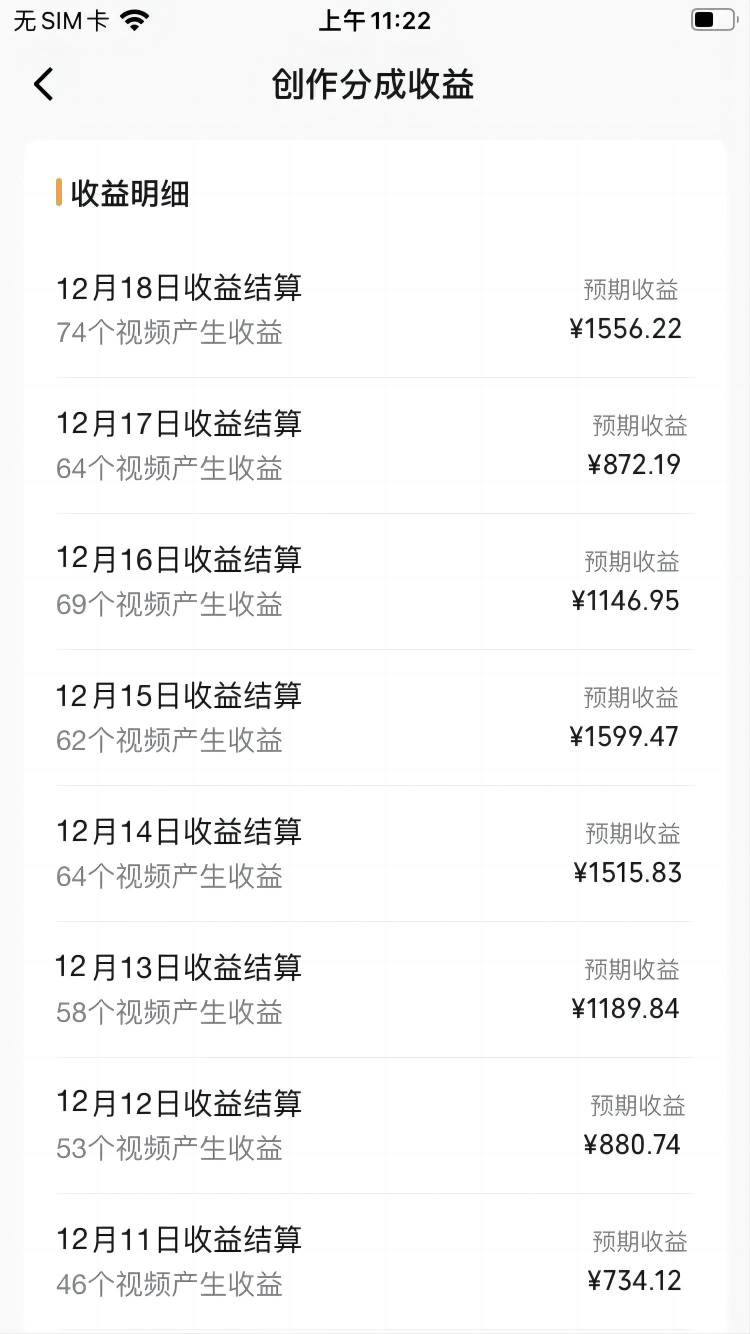 无SIM卡 上午11:22
创作分成收益
收益明细
12月18日收益结算 预期收益
74个视频产生收益 ¥1556.22
12月17日收益结算 预期收益
64个视频产生收益 ¥872.19
12月16日收益结算 预期收益
69个视频产生收益 ¥1146.95
12月15日收益结算 预期收益
62个视频产生收益 ¥1599.47
12月14日收益结算 预期收益
64个视频产生收益 ¥1515.83
12月13日收益结算 预期收益
58个视频产生收益 ¥1189.84
12月12日收益结算 预期收益
53个视频产生收益 ¥880.74
12月11日收益结算 预期收益
46个视频产生收益 ¥734.12